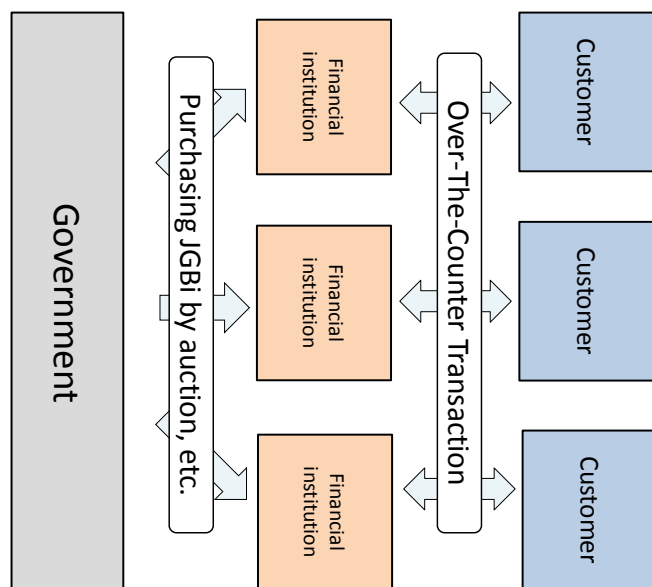 Customer
Customer
Customer
Over-The-Counter Transaction
Financial
institution
Financial
institution
Financial
institution
Purchasing JGBi by auction, etc.
Government